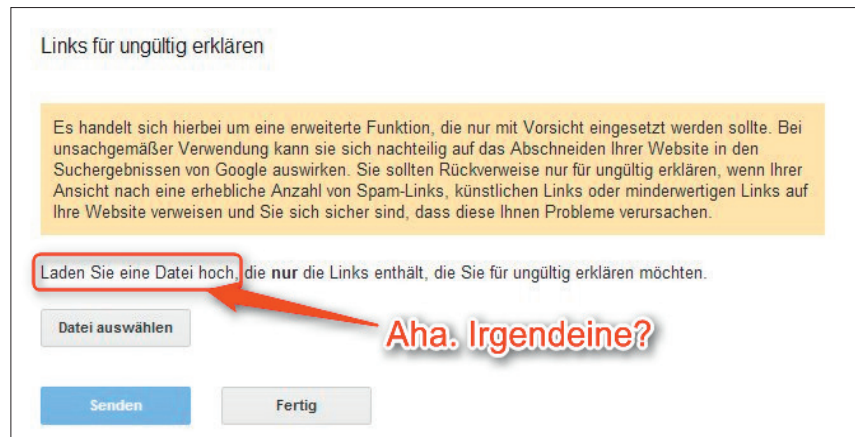 Links für ungültig erklären
Es handelt sich hierbei um eine erweiterte Funktion, die nur mit Vorsicht eingesetzt werden sollte. Bei
unsachgemäßer Verwendung kann sie sich nachteilig auf das Abschneiden Ihrer Website in den
Suchergebnissen von Google auswirken. Sie sollten Rückverweise nur für ungültig erklären, wenn Ihrer
Ansicht nach eine erhebliche Anzahl von Spam-Links, künstlichen Links oder minderwertigen Links auf
Ihre Website verweisen und Sie sich sicher sind, dass diese Ihnen Probleme verursachen.
Laden Sie eine Datei hoch, die nur die Links enthält, die Sie für ungültig erklären möchten.
Datei auswählen
Aha. Irgendeine?
Senden Fertig